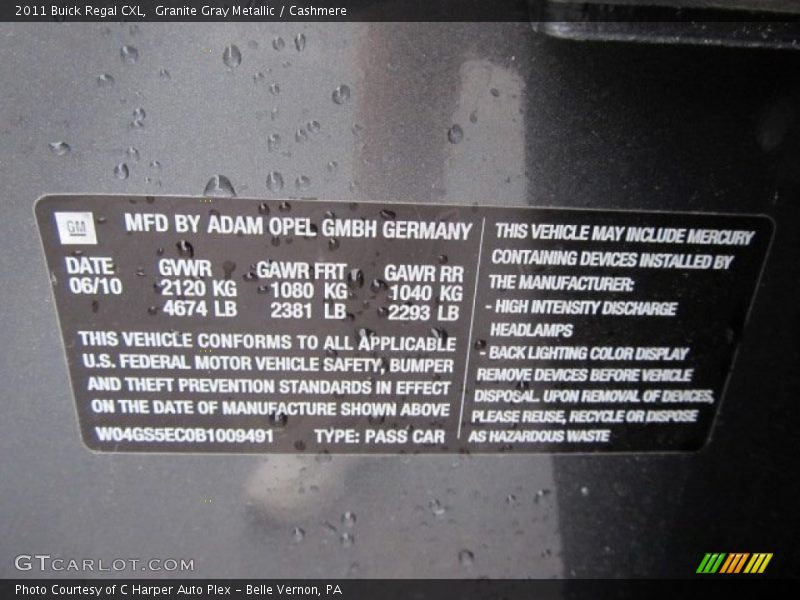 2011 Buick Regal CXL, Granite Gray Metallic / Cashmere
GM
MFD BY ADAM OPEL GMBH GERMANY
DATE GVWR GAWR FRT GAWR RR
06/10 2120 KG 1080 KG 1040 KG
4674 LB 2381 LB 2293 LB
THIS VEHICLE CONFORMS TO ALL APPLICABLE
U.S. FEDERAL MOTOR VEHICLE SAFETY, BUMPER
AND THEFT PREVENTION STANDARDS IN EFFECT
ON THE DATE OF MANUFACTURE SHOWN ABOVE
W04GS5EC0B1009491 TYPE: PASS CAR
THIS VEHICLE MAY INCLUDE MERCURY
CONTAINING DEVICES INSTALLED BY
THE MANUFACTURER:
- HIGH INTENSITY DISCHARGE
HEADLAMPS
- BACK LIGHTING COLOR DISPLAY
REMOVE DEVICES BEFORE VEHICLE
DISPOSAL. UPON REMOVAL OF DEVICES,
PLEASE REUSE, RECYCLE OR DISPOSE
AS HAZARDOUS WASTE
GTCARLOT.COM
Photo Courtesy of C Harper Auto Plex - Belle Vernon, PA